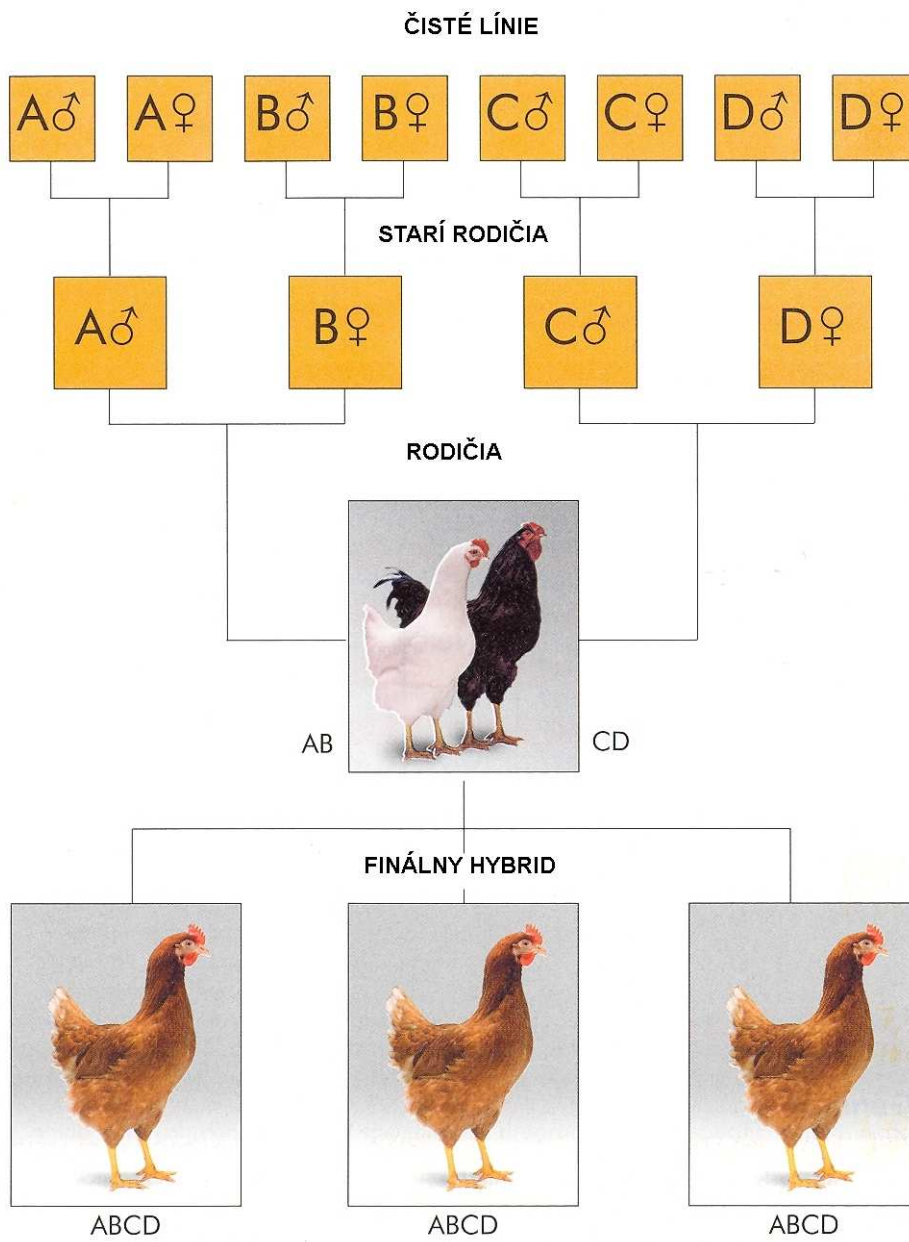 ČISTÉ LÍNIE
A♂ A♀ B♂ B♀ C♂ C♀ D♂ D♀
STARÍ RODIČIA
A♂ B♀ C♂ D♀
RODIČIA
AB CD
FINÁLNY HYBRID
ABCD ABCD ABCD